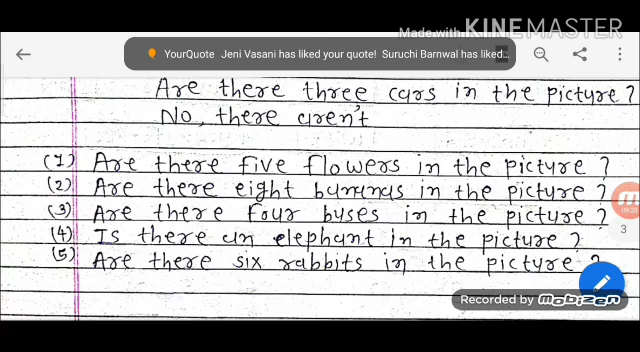 Made with KINEMASTER
YourQuote Jeni Vasani has liked your quote! Suruchi Barnwal has liked...
Are there three cars in the picture?
No, there aren't
(1) Are there five flowers in the picture?
(2) Are there eight bananas in the picture?
(3) Are there four buses in the picture?
(4) Is there an elephant in the picture?
(5) Are there six rabbits in the picture?
3
Recorded by Mobizen